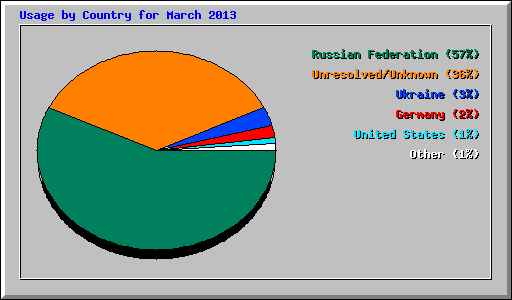 Usage by Country for March 2013
Russian Federation (57%)
Unresolved/Unknown (36%)
Ukraine (3%)
Germany (2%)
United States (1%)
Other (1%)